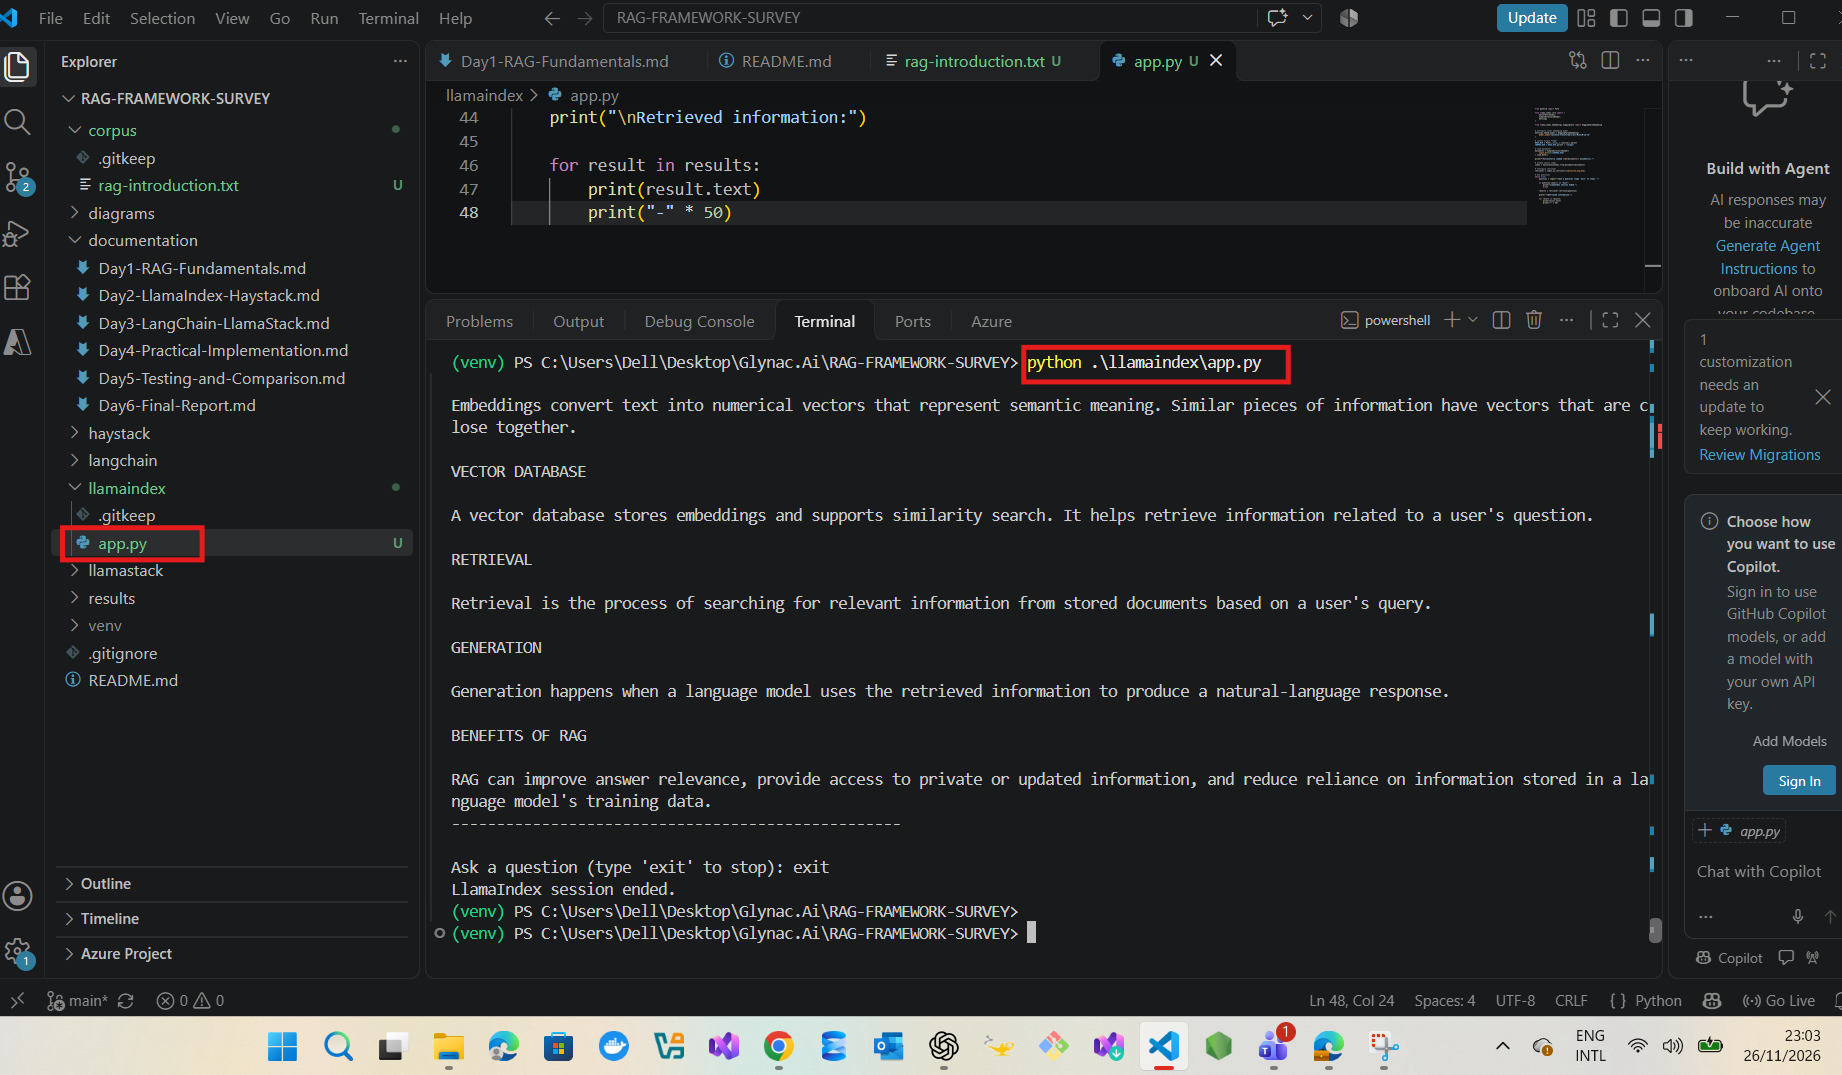 File Edit Selection View Go Run Terminal Help
RAG-FRAMEWORK-SURVEY
Update
Explorer
RAG-FRAMEWORK-SURVEY
corpus
.gitkeep
rag-introduction.txt U
diagrams
documentation
Day1-RAG-Fundamentals.md
Day2-LlamaIndex-Haystack.md
Day3-LangChain-LlamaStack.md
Day4-Practical-Implementation.md
Day5-Testing-and-Comparison.md
Day6-Final-Report.md
haystack
langchain
llamaindex
.gitkeep
app.py U
llamastack
results
venv
.gitignore
README.md
Outline
Timeline
Azure Project
2
1
Day1-RAG-Fundamentals.md
README.md
rag-introduction.txt U
app.py U
llamaindex > app.py
44 print("\nRetrieved information:")
45
46 for result in results:
47 print(result.text)
48 print("-" * 50)
Problems Output Debug Console Terminal Ports Azure
powershell
(venv) PS C:\Users\Dell\Desktop\Glynac.Ai\RAG-FRAMEWORK-SURVEY> python .\llamaindex\app.py
Embeddings convert text into numerical vectors that represent semantic meaning. Similar pieces of information have vectors that are c
lose together.
VECTOR DATABASE
A vector database stores embeddings and supports similarity search. It helps retrieve information related to a user's question.
RETRIEVAL
Retrieval is the process of searching for relevant information from stored documents based on a user's query.
GENERATION
Generation happens when a language model uses the retrieved information to produce a natural-language response.
BENEFITS OF RAG
RAG can improve answer relevance, provide access to private or updated information, and reduce reliance on information stored in a la
nguage model's training data.
--------------------------------------------------
Ask a question (type 'exit' to stop): exit
LlamaIndex session ended.
(venv) PS C:\Users\Dell\Desktop\Glynac.Ai\RAG-FRAMEWORK-SURVEY>
(venv) PS C:\Users\Dell\Desktop\Glynac.Ai\RAG-FRAMEWORK-SURVEY>
Build with Agent
AI responses may
be inaccurate
Generate Agent
Instructions to
onboard AI onto
your codebase
1
customization
needs an
update to
keep working.
Review Migrations
Choose how
you want to use
Copilot.
Sign in to use
GitHub Copilot
models, or add
a model with
your own API
key.
Add Models
Sign In
app.py
Chat with Copilot
Copilot
main* 0 0
Ln 48, Col 24 Spaces: 4 UTF-8 CRLF { } Python Go Live
1
ENG
INTL
23:03
26/11/2026